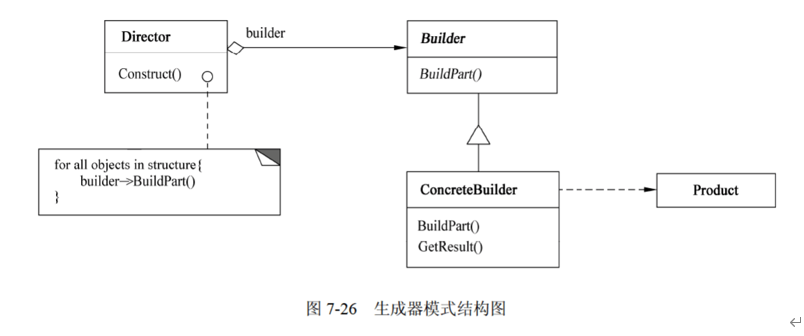 Director
builder
Builder
Construct()
BuildPart()
for all objects in structure{
builder->BuildPart()
}
ConcreteBuilder
Product
BuildPart()
GetResult()
图 7-26 生成器模式结构图